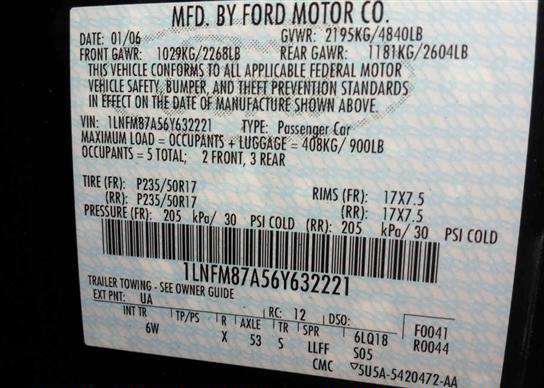 MFD. BY FORD MOTOR CO.
DATE: 01/06 GVWR: 2195KG/4840LB
FRONT GAWR: 1029KG/2268LB REAR GAWR: 1181KG/2604LB
THIS VEHICLE CONFORMS TO ALL APPLICABLE FEDERAL MOTOR
VEHICLE SAFETY, BUMPER, AND THEFT PREVENTION STANDARDS
IN EFFECT ON THE DATE OF MANUFACTURE SHOWN ABOVE.
VIN: 1LNFM87A56Y632221 TYPE: Passenger Car
MAXIMUM LOAD = OCCUPANTS + LUGGAGE = 408KG/ 900LB
OCCUPANTS = 5 TOTAL; 2 FRONT, 3 REAR
TIRE (FR): P235/50R17 RIMS (FR): 17X7.5
(RR): P235/50R17 (RR): 17X7.5
PRESSURE (FR): 205 kPa/ 30 PSI COLD (RR): 205 kPa/ 30 PSI COLD
1LNFM87A56Y632221
TRAILER TOWING - SEE OWNER GUIDE
EXT PNT: UA RC: 12 DSO: F0041
INT TR TP/PS R AXLE TR SPR 6LQ18 R0044
6W X 53 S LLFF S05
CMC 5U5A-5420472-AA